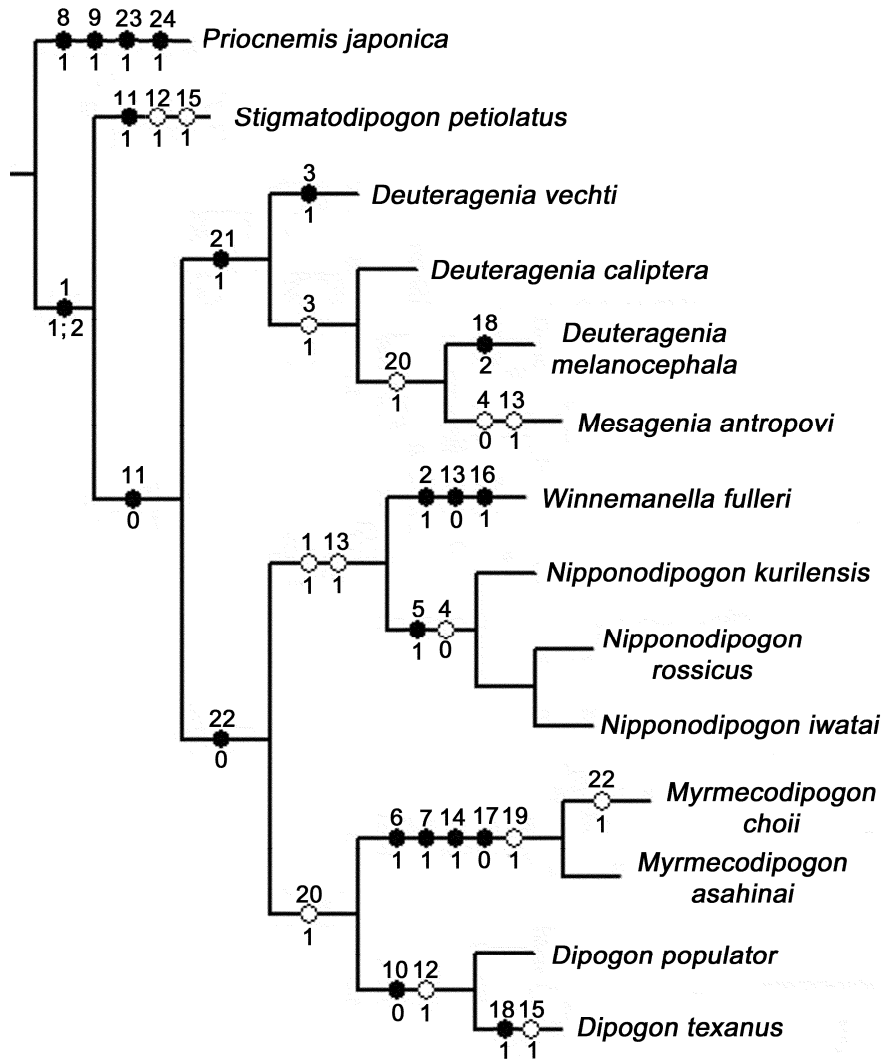 8 9 23 24
Priocnemis japonica
1 1 1 1
11 12 15
Stigmatodipogon petiolatus
1 1 1
3
Deuteragenia vechti
1
21
1
Deuteragenia caliptera
3
1
18
Deuteragenia
melanocephala
2
20
1
4 13
Mesagenia antropovi
0 1
1
1; 2
11
0
2 13 16
Winnemanella fulleri
1 0 1
1 13
1 1
Nipponodipogon kurilensis
5 4
1 0
Nipponodipogon
rossicus
Nipponodipogon iwatai
22
0
22
Myrmecodipogon
choii
1
6 7 14 17 19
1 1 1 0 1
Myrmecodipogon
asahinai
20
1
Dipogon populator
10 12
0 1
18 15
Dipogon texanus
1 1